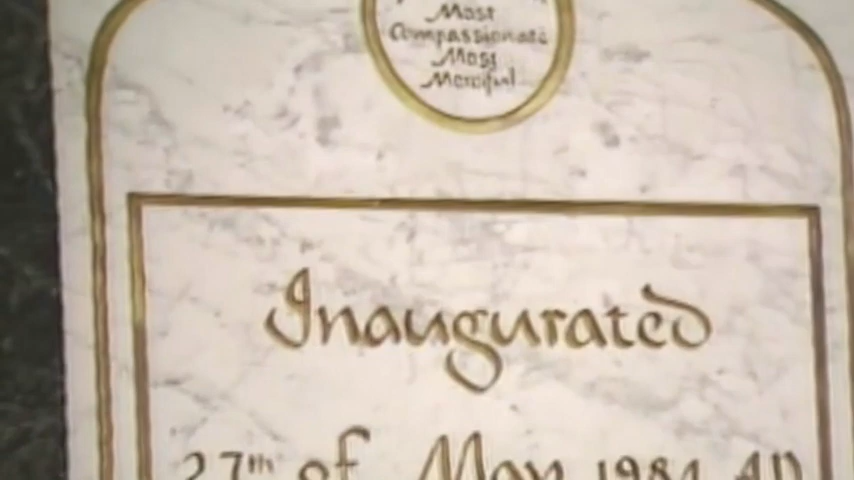 Most
Compassionate
Most
Merciful
Inaugurated
27th of May 1984 AD